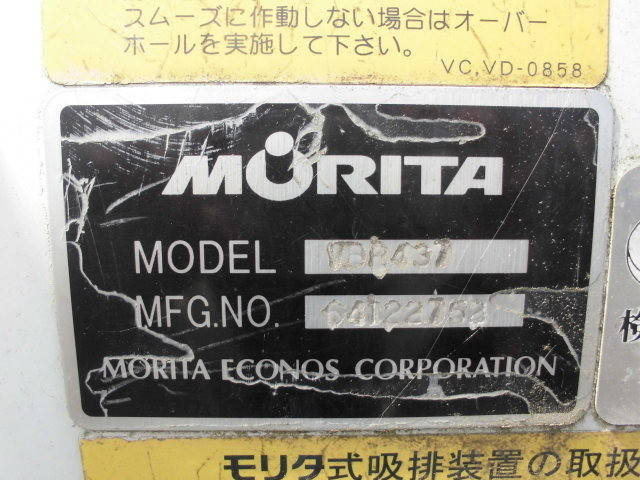 スムーズに作動しない場合はオーバー
ホールを実施して下さい。
VC,VD-0858
MORITA
MODEL
MFG.NO. 64122752
MORITA ECONOS CORPORATION
検
モリタ式吸排装置の取扱